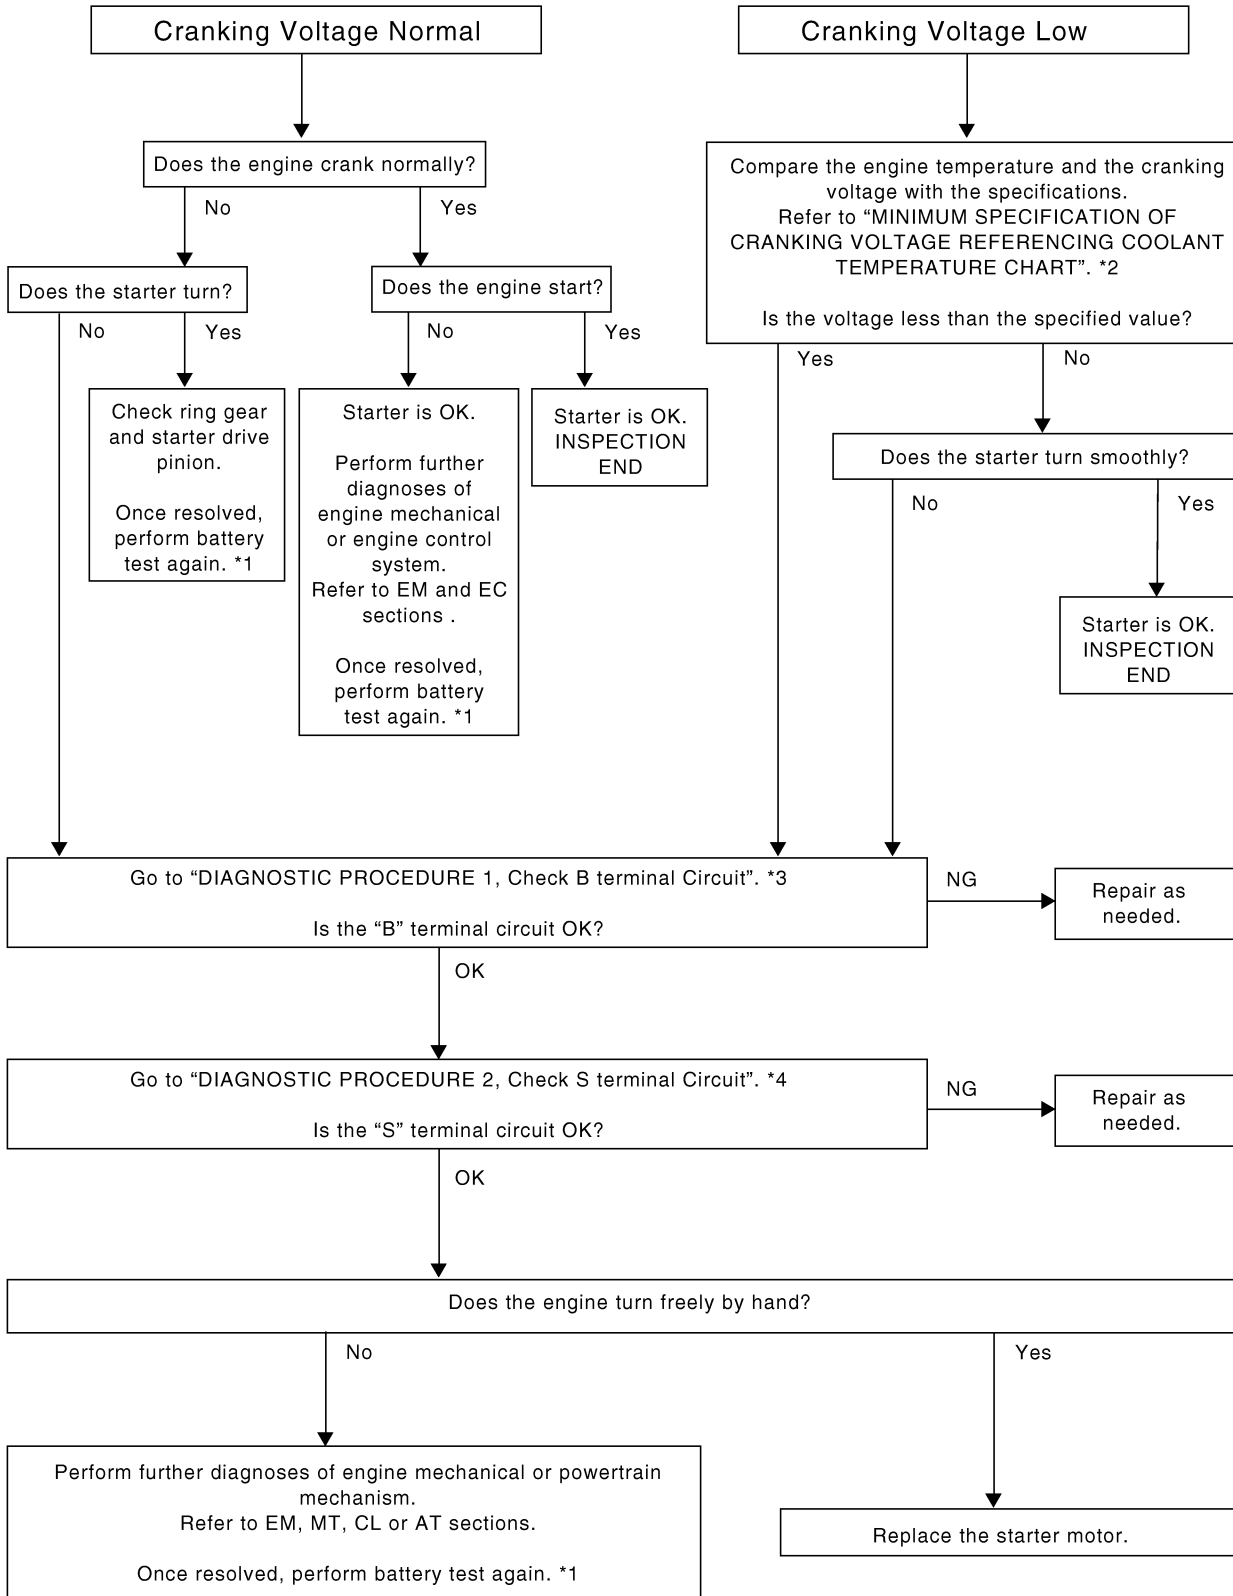 Cranking Voltage Normal
Cranking Voltage Low
Does the engine crank normally?
No
Yes
Does the starter turn?
No
Yes
Does the engine start?
No
Yes
Check ring gear
and starter drive
pinion.
Once resolved,
perform battery
test again. *1
Starter is OK.
Perform further
diagnoses of
engine mechanical
or engine control
system.
Refer to EM and EC
sections .
Once resolved,
perform battery
test again. *1
Starter is OK.
INSPECTION
END
Compare the engine temperature and the cranking
voltage with the specifications.
Refer to “MINIMUM SPECIFICATION OF
CRANKING VOLTAGE REFERENCING COOLANT
TEMPERATURE CHART”. *2
Is the voltage less than the specified value?
Yes
No
Does the starter turn smoothly?
No
Yes
Starter is OK.
INSPECTION
END
Go to “DIAGNOSTIC PROCEDURE 1, Check B terminal Circuit”. *3
Is the “B” terminal circuit OK?
NG
Repair as
needed.
OK
Go to “DIAGNOSTIC PROCEDURE 2, Check S terminal Circuit”. *4
Is the “S” terminal circuit OK?
NG
Repair as
needed.
OK
Does the engine turn freely by hand?
No
Yes
Perform further diagnoses of engine mechanical or powertrain
mechanism.
Refer to EM, MT, CL or AT sections.
Once resolved, perform battery test again. *1
Replace the starter motor.